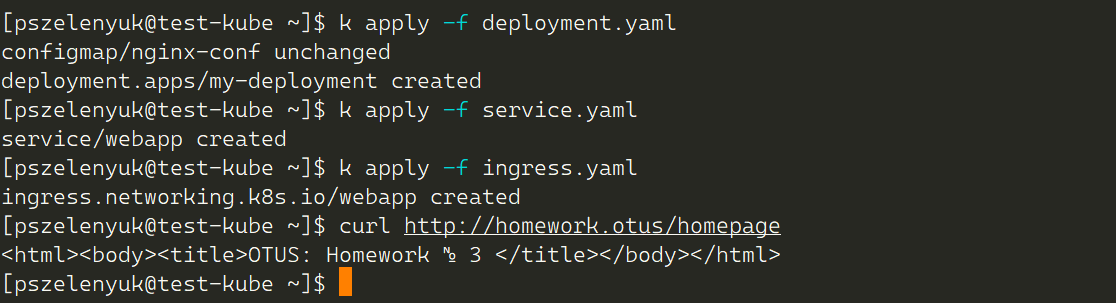 [pszelenyuk@test-kube ~]$ k apply -f deployment.yaml
configmap/nginx-conf unchanged
deployment.apps/my-deployment created
[pszelenyuk@test-kube ~]$ k apply -f service.yaml
service/webapp created
[pszelenyuk@test-kube ~]$ k apply -f ingress.yaml
ingress.networking.k8s.io/webapp created
[pszelenyuk@test-kube ~]$ curl http://homework.otus/homepage
<html><body><title>OTUS: Homework № 3 </title></body></html>
[pszelenyuk@test-kube ~]$